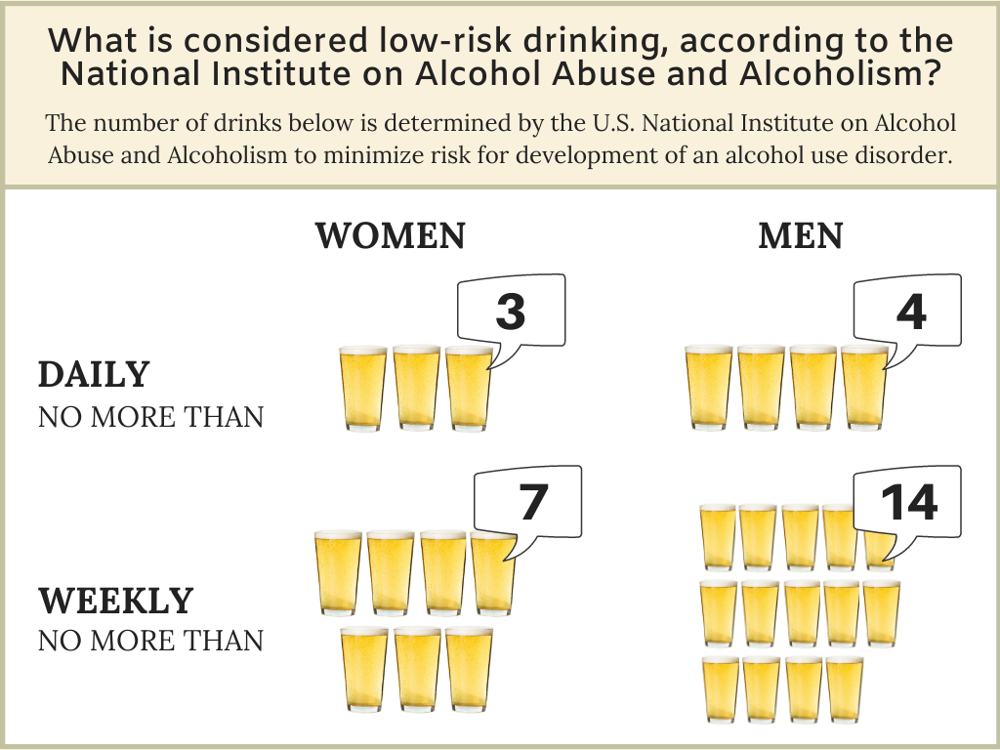 What is considered low-risk drinking, according to the
National Institute on Alcohol Abuse and Alcoholism?
The number of drinks below is determined by the U.S. National Institute on Alcohol
Abuse and Alcoholism to minimize risk for development of an alcohol use disorder.
WOMEN
MEN
3
4
DAILY
NO MORE THAN
7
14
WEEKLY
NO MORE THAN